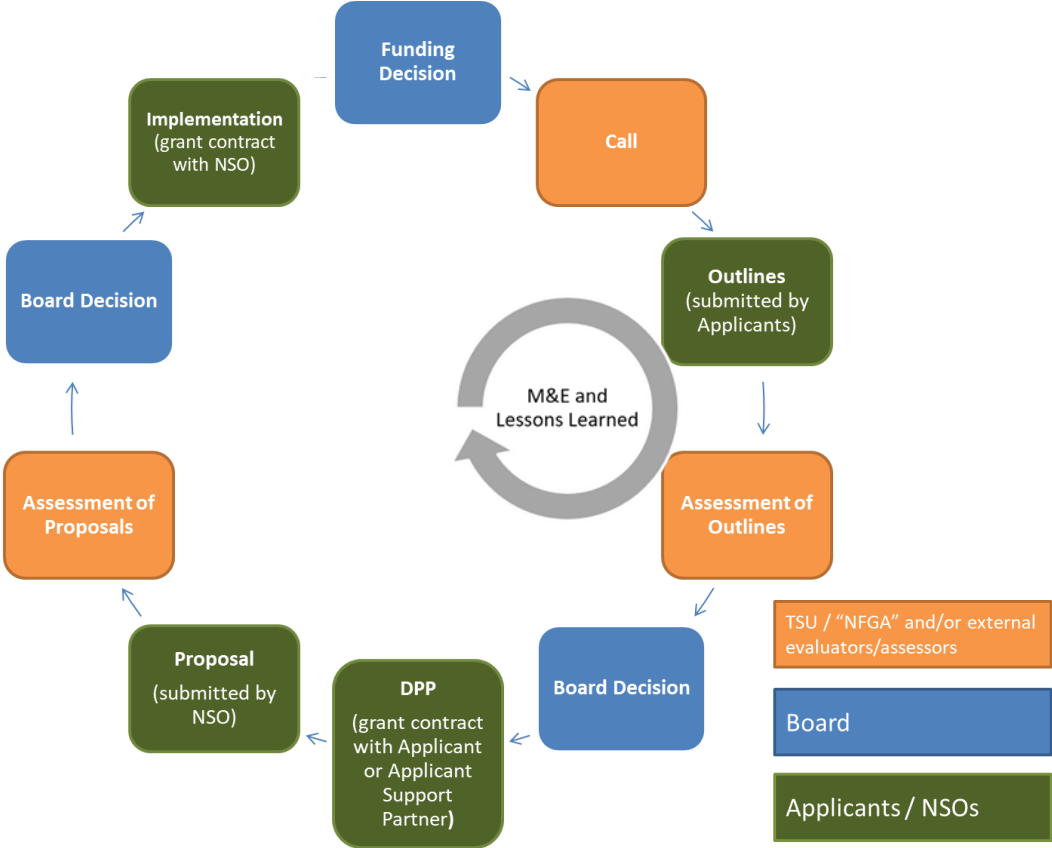 Funding
Decision
Call
Outlines
(submitted by
Applicants)
Assessment of
Outlines
Board Decision
DPP
(grant contract
with Applicant
or Applicant
Support
Partner)
Proposal
(submitted by
NSO)
Assessment of
Proposals
Board Decision
Implementation
(grant contract
with NSO)
M&E and
Lessons Learned
TSU / “NFGA” and/or external
evaluators/assessors
Board
Applicants / NSOs